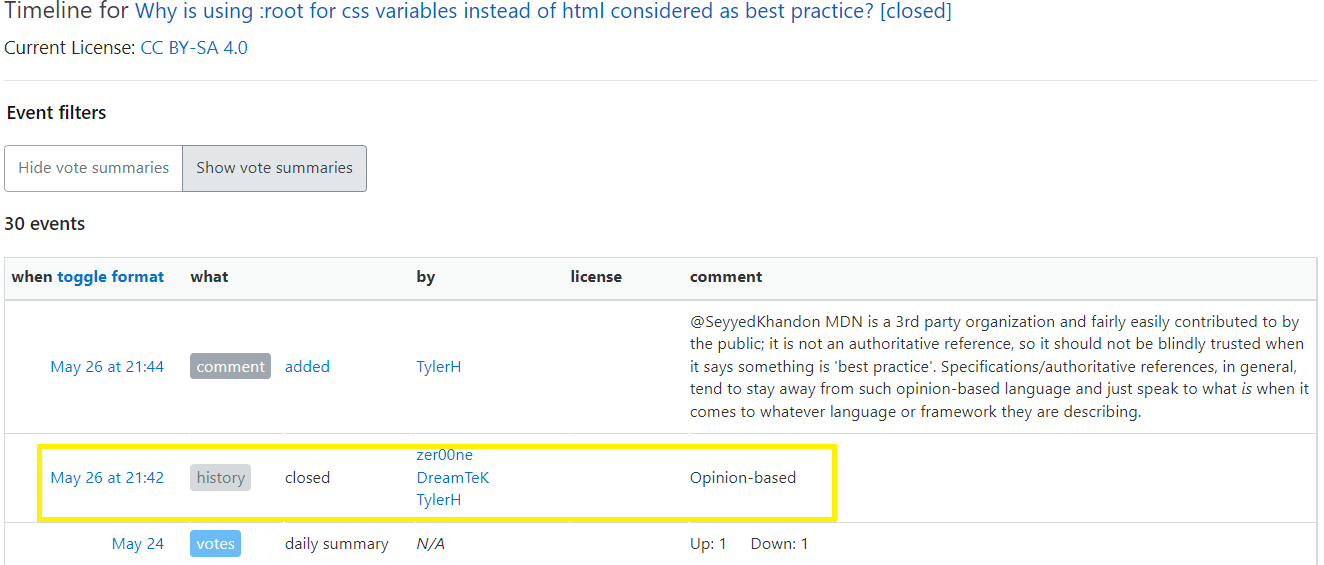 Timeline for Why is using :root for css variables instead of html considered as best practice? [closed]
Current License: CC BY-SA 4.0
Event filters
Hide vote summaries Show vote summaries
30 events
when toggle format what by license comment
@SeyyedKhandon MDN is a 3rd party organization and fairly easily contributed to by
the public; it is not an authoritative reference, so it should not be blindly trusted when
May 26 at 21:44 comment added TylerH it says something is 'best practice'. Specifications/authoritative references, in general,
tend to stay away from such opinion-based language and just speak to what is when it
comes to whatever language or framework they are describing.
zer00ne
May 26 at 21:42 history closed DreamTeK Opinion-based
TylerH
May 24 votes daily summary N/A Up: 1 Down: 1